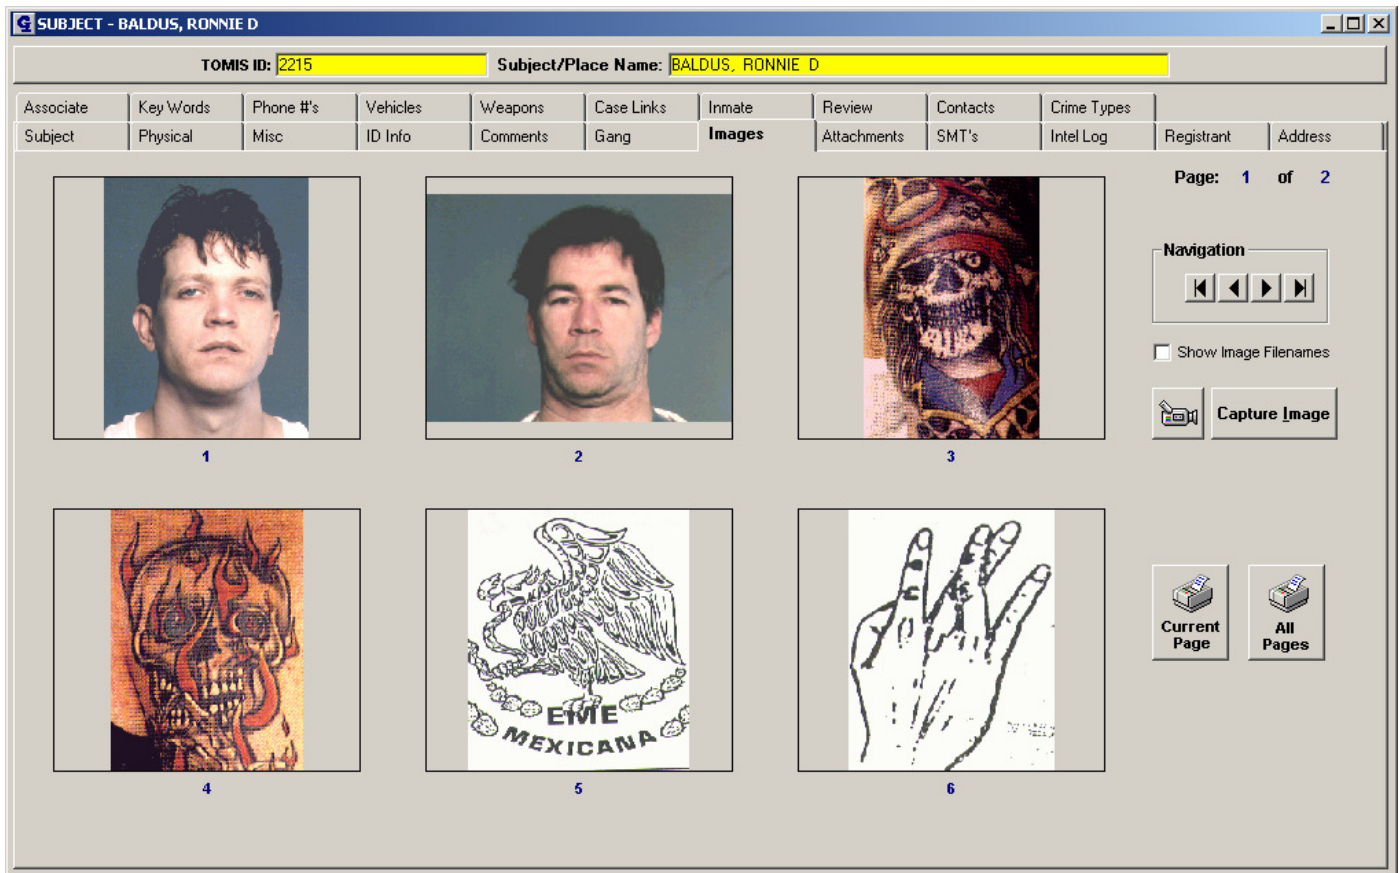 SUBJECT - BALDUS, RONNIE D
TOMIS ID: 2215 Subject/Place Name: BALDUS, RONNIE D
Associate Key Words Phone #'s Vehicles Weapons Case Links Inmate Review Contacts Crime Types
Subject Physical Misc ID Info Comments Gang Images Attachments SMT's Intel Log Registrant Address
Page: 1 of 2
Navigation
Show Image Filenames
Capture Image
1 2 3
EME
MEXICANA
Current Page
All Pages
4 5 6